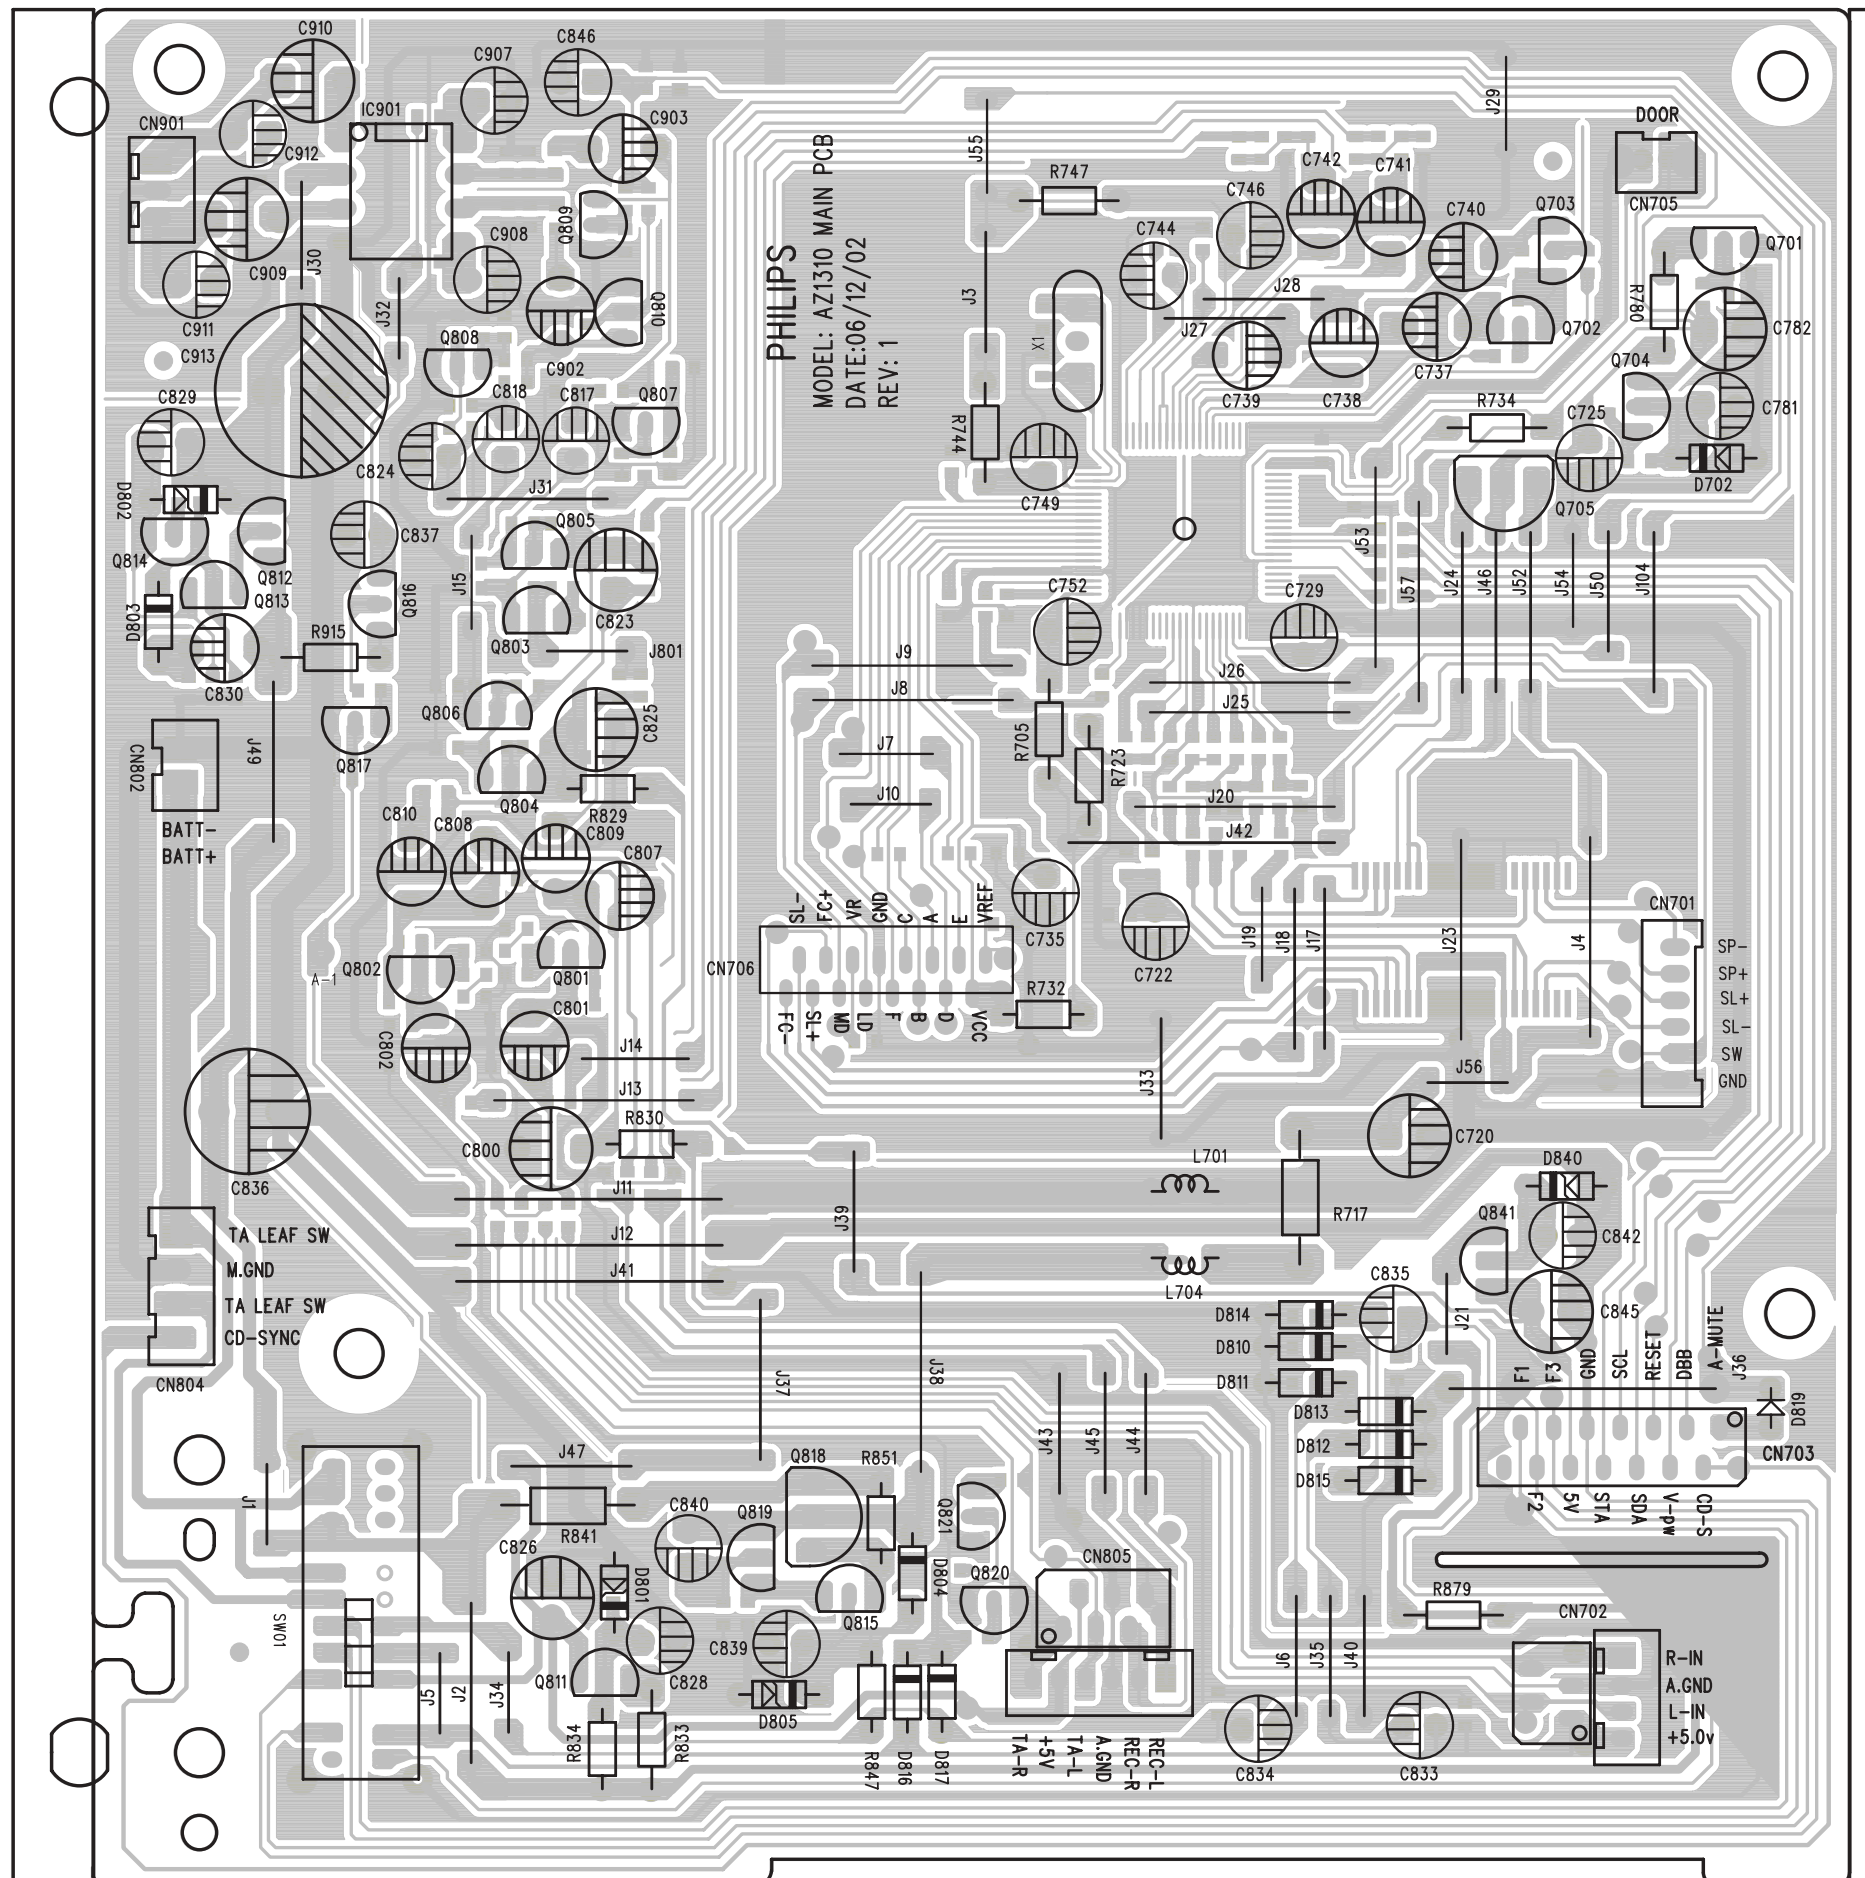 C910
C907
C846
IC901
CN901
C912
C903
J29
DOOR
J55
R747
C742
C741
C746
Q703
CN705
Q809
C740
C744
Q701
C908
PHILIPS
MODEL: AZ1310 MAIN PCB
DATE:06/12/02
REV: 1
J30
C909
J3
J28
R780
C911
J32
Q810
J27
Q702
C782
C913
Q808
X1
Q704
C902
C737
C829
C818
C817
Q807
C739
C738
R734
C725
C781
R744
C824
J31
D702
D802
C749
Q705
Q805
C837
J53
Q814
Q812
J15
C752
C729
J57
J24
J46
J52
J54
J50
J104
Q813
Q816
D803
C823
R915
Q803
J801
J9
J26
C830
Q806
J8
J25
C825
J49
R705
CN802
Q817
J7
R723
Q804
J10
J20
C810
C808
R829
BATT-
C809
J42
BATT+
C807
SL-
FC+
VR
GND
C
A
E
VREF
CN701
C735
J19
J18
J17
J23
J4
SP-
Q802
CN706
A-1
Q801
C722
SP+
R732
SL+
C801
FC-
SL+
MD
LD
F
B
D
VCC
SL-
C802
J14
SW
J33
J56
GND
J13
R830
C800
C720
L701
D840
C836
J11
J39
R717
Q841
TA LEAF SW
J12
C842
M.GND
J41
C835
L704
TA LEAF SW
D814
J21
C845
CD-SYNC
D810
F1
F3
GND
SCL
RESET
DBB
A-MUTE
J36
CN804
J37
J38
D811
D819
D813
J43
J45
J44
D812
CN703
J47
Q818
R851
D815
J1
F2
5V
STA
SDA
V-pw
CD-S
C840
Q819
Q821
R841
C826
CN805
D801
D804
Q820
R879
SW01
Q815
CN702
C839
J6
J35
J40
R-IN
Q811
C828
A.GND
J5
J2
J34
L-IN
D805
+5.0v
R834
R833
R847
D816
D817
TA-R
+5V
TA-L
A.GND
REC-R
REC-L
C834
C833